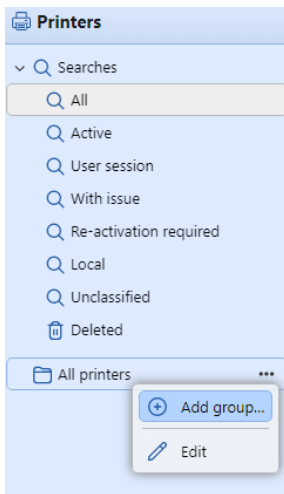 Printers
Searches
All
Active
User session
With issue
Re-activation required
Local
Unclassified
Deleted
All printers
Add group...
Edit